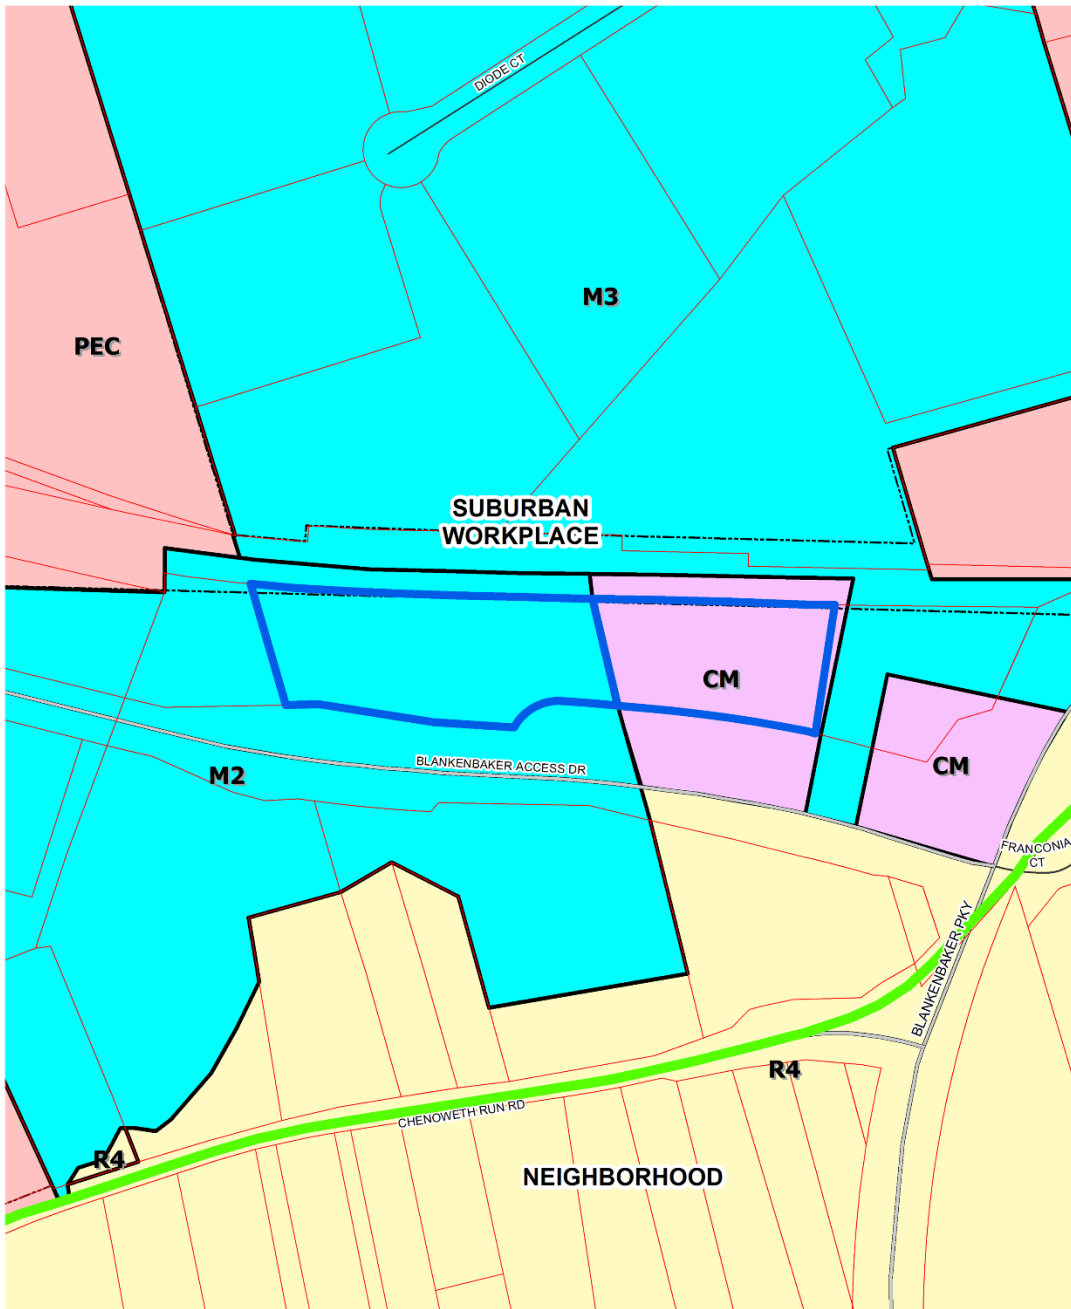 DIODE CT
M3
PEC
SUBURBAN
WORKPLACE
CM
CM
BLANKENBAKER ACCESS DR
M2
FRANCONIA
CT
BLANKENBAKER PKY
R4
CHENOWETH RUN RD
R4
NEIGHBORHOOD